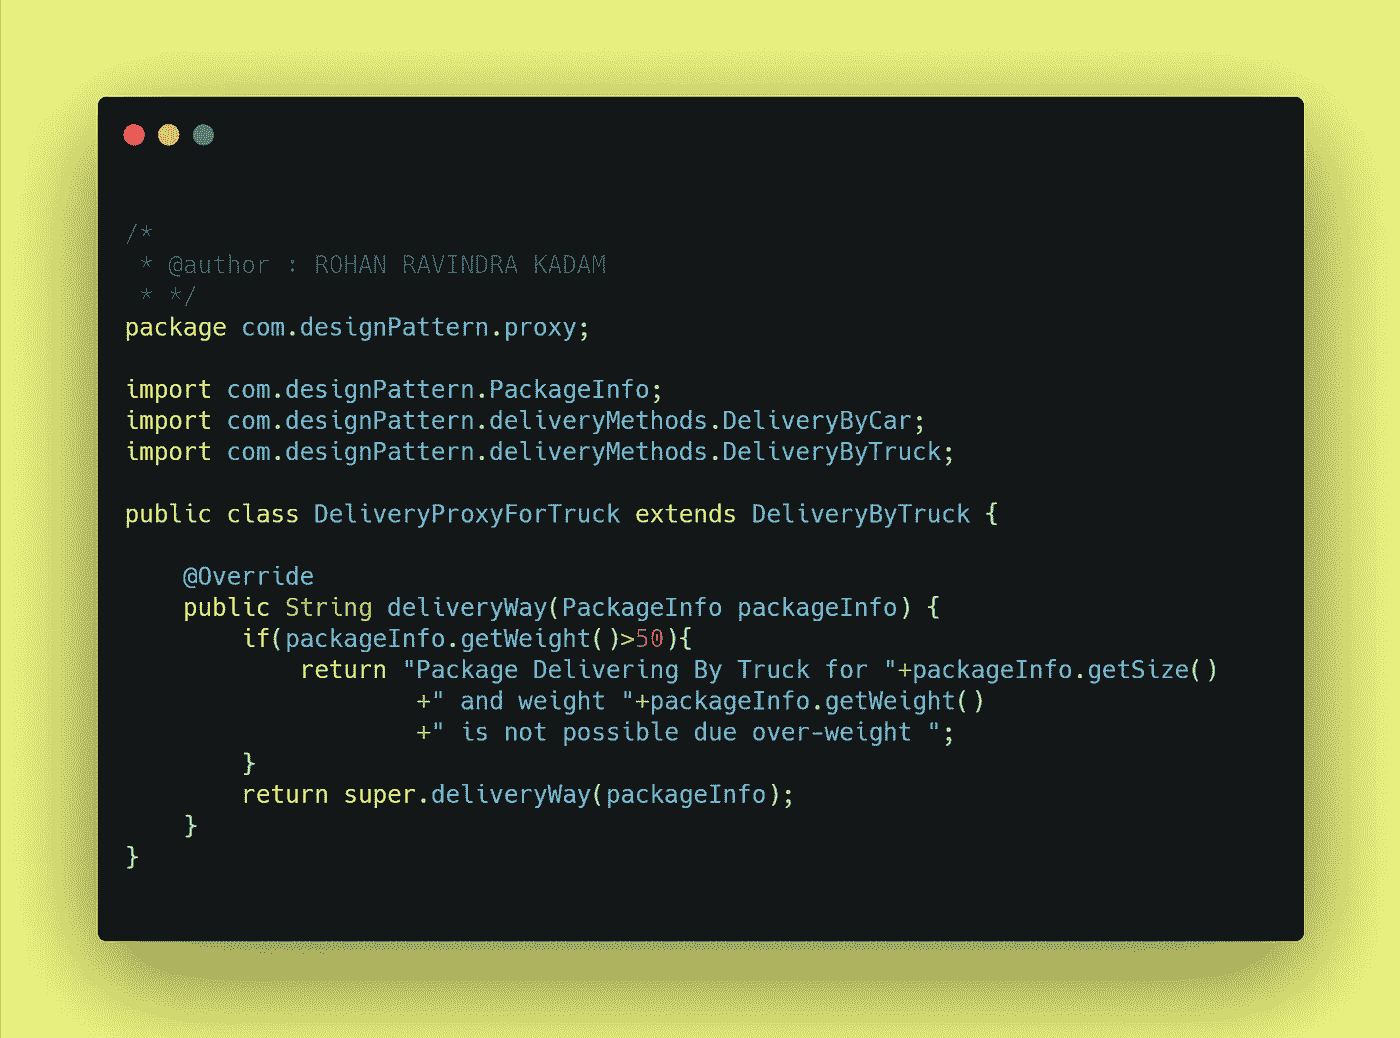 /*
 * @author : ROHAN RAVINDRA KADAM
 * */
package com.designPattern.proxy;

import com.designPattern.PackageInfo;
import com.designPattern.deliveryMethods.DeliveryByCar;
import com.designPattern.deliveryMethods.DeliveryByTruck;

public class DeliveryProxyForTruck extends DeliveryByTruck {

    @Override
    public String deliveryWay(PackageInfo packageInfo) {
        if(packageInfo.getWeight()>50){
            return "Package Delivering By Truck for "+packageInfo.getSize()
                    +" and weight "+packageInfo.getWeight()
                    +" is not possible due over-weight ";
        }
        return super.deliveryWay(packageInfo);
    }
}